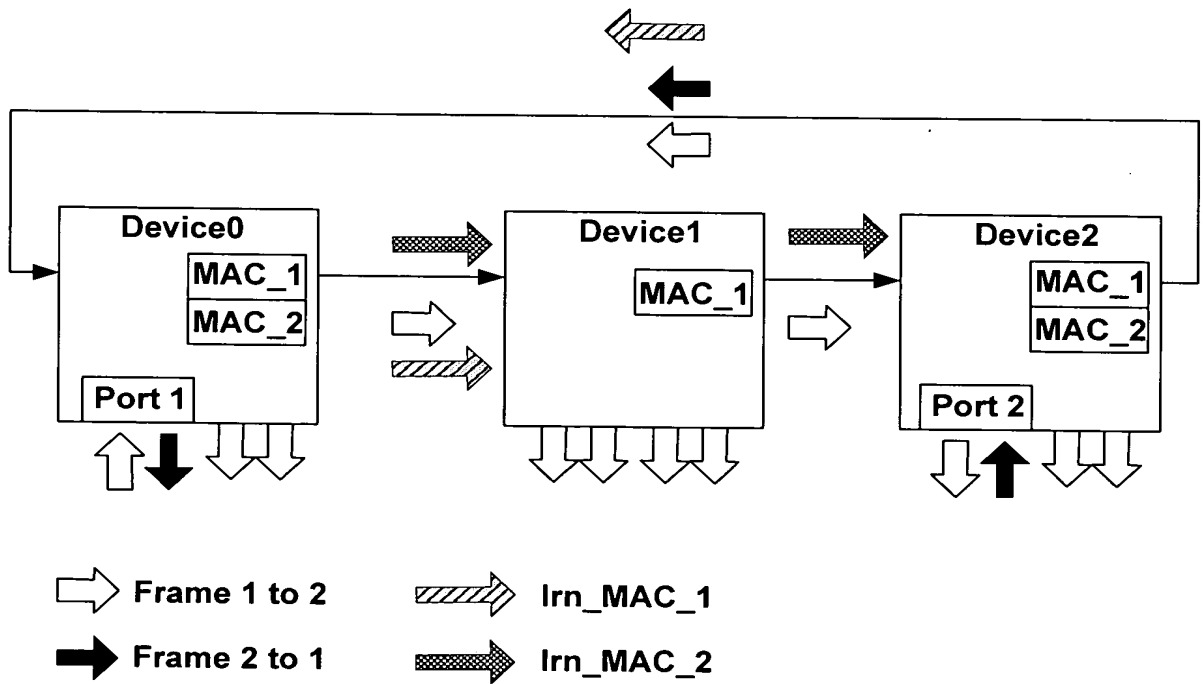 Device0
MAC_1
MAC_2
Port 1
Device1
MAC_1
Device2
MAC_1
MAC_2
Port 2
Frame 1 to 2
lrn_MAC_1
Frame 2 to 1
lrn_MAC_2